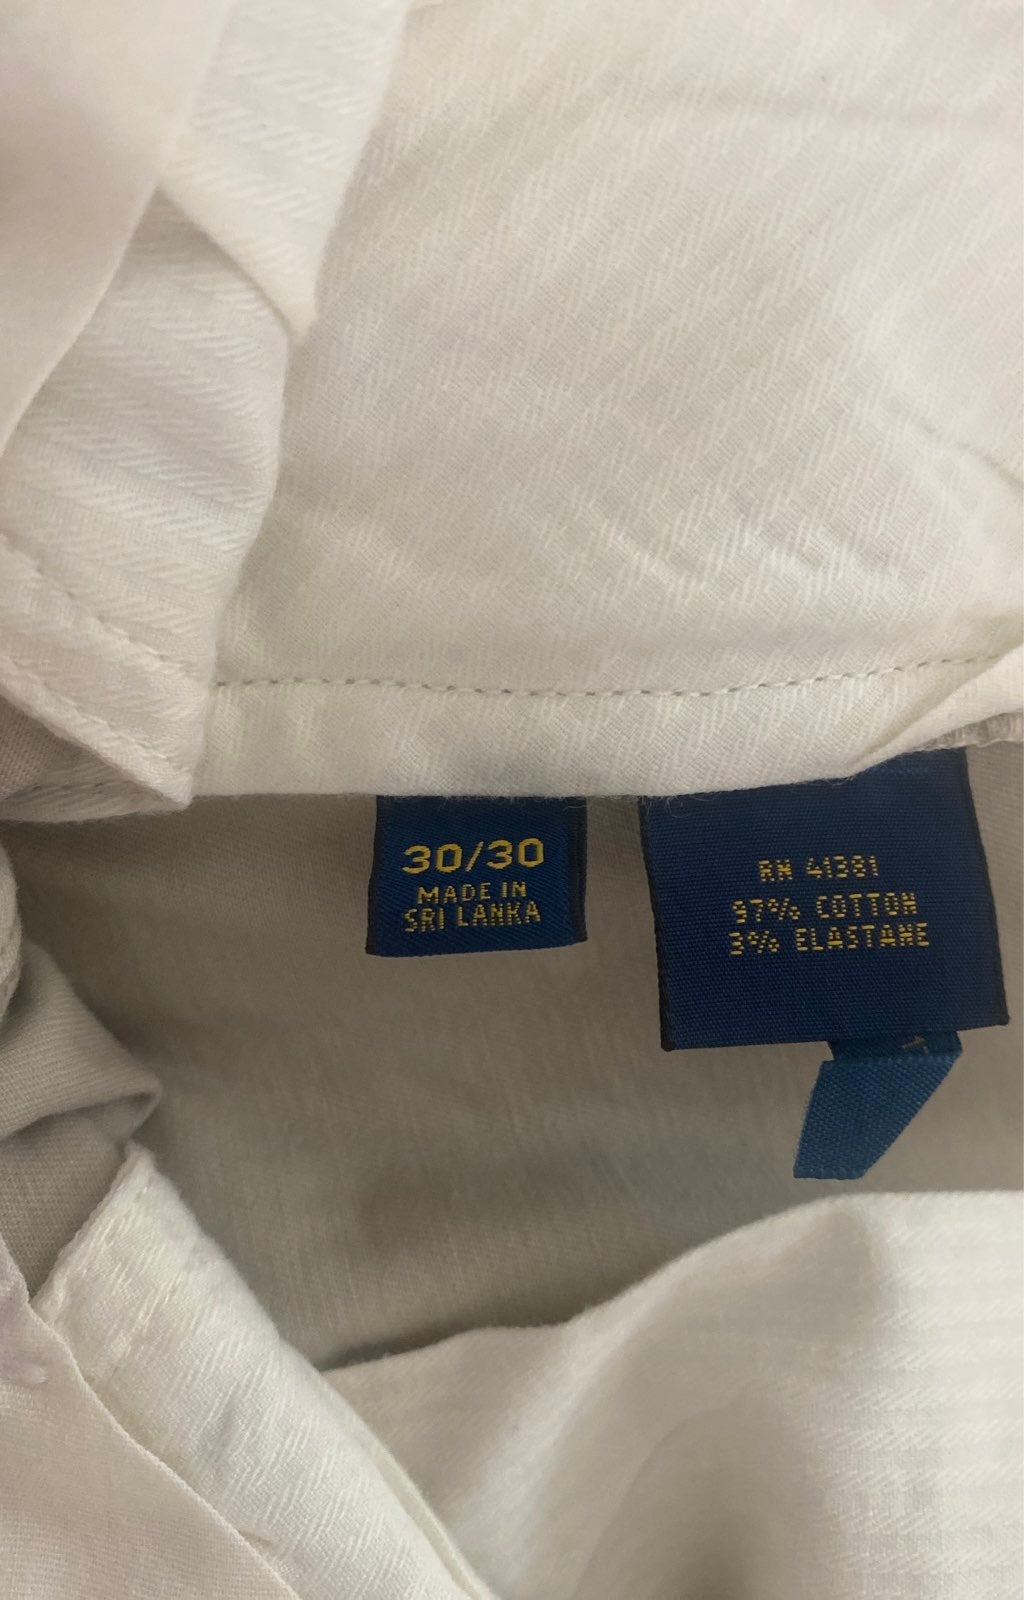 30/30
MADE IN
SRI LANKA
RN 41381
97% COTTON
3% ELASTANE